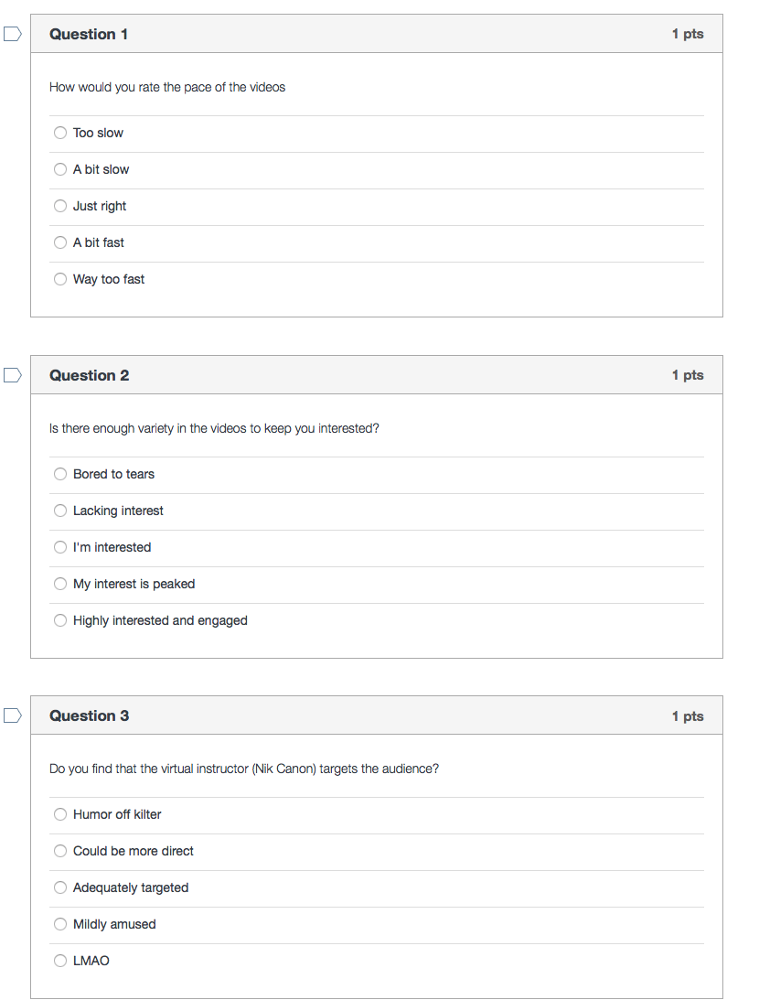 Question 1 1 pts
How would you rate the pace of the videos
Too slow
A bit slow
Just right
A bit fast
Way too fast
Question 2 1 pts
Is there enough variety in the videos to keep you interested?
Bored to tears
Lacking interest
I'm interested
My interest is peaked
Highly interested and engaged
Question 3 1 pts
Do you find that the virtual instructor (Nik Canon) targets the audience?
Humor off kilter
Could be more direct
Adequately targeted
Mildly amused
LMAO